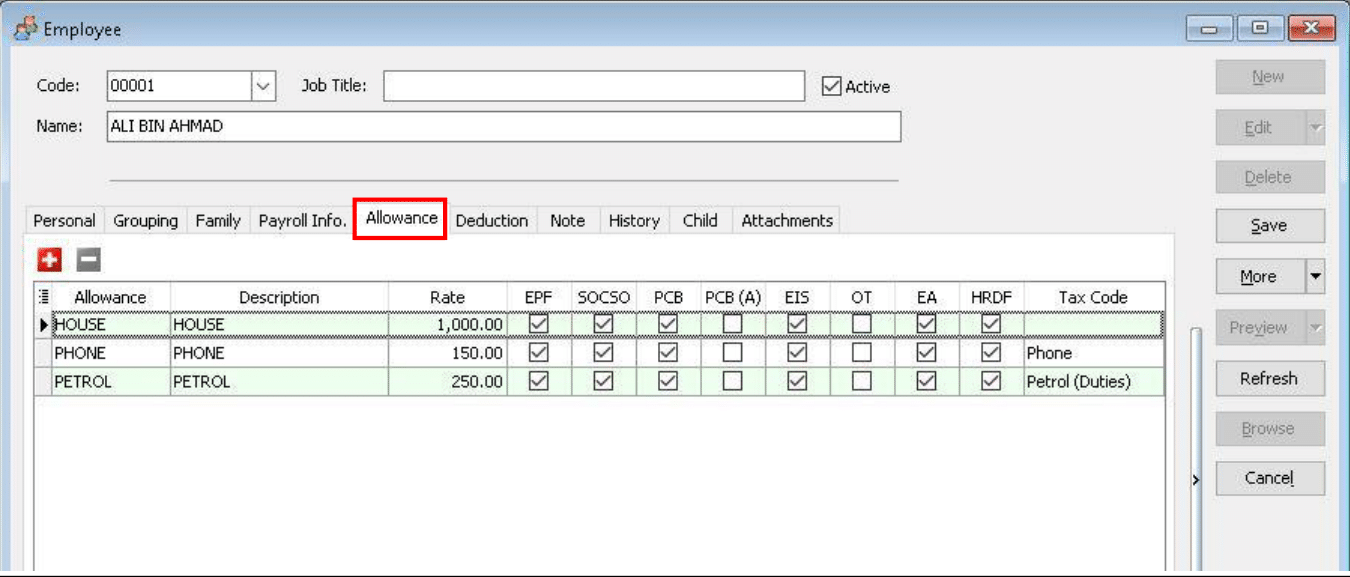 Employee
Code: 00001 Job Title: Active
Name: ALI BIN AHMAD
Personal Grouping Family Payroll Info. Allowance Deduction Note History Child Attachments
Allowance Description Rate EPF SOCSO PCB PCB (A) EIS OT EA HRDF Tax Code
HOUSE HOUSE 1,000.00
PHONE PHONE 150.00 Phone
PETROL PETROL 250.00 Petrol (Duties)
New
Edit
Delete
Save
More
Preview
Refresh
Browse
Cancel